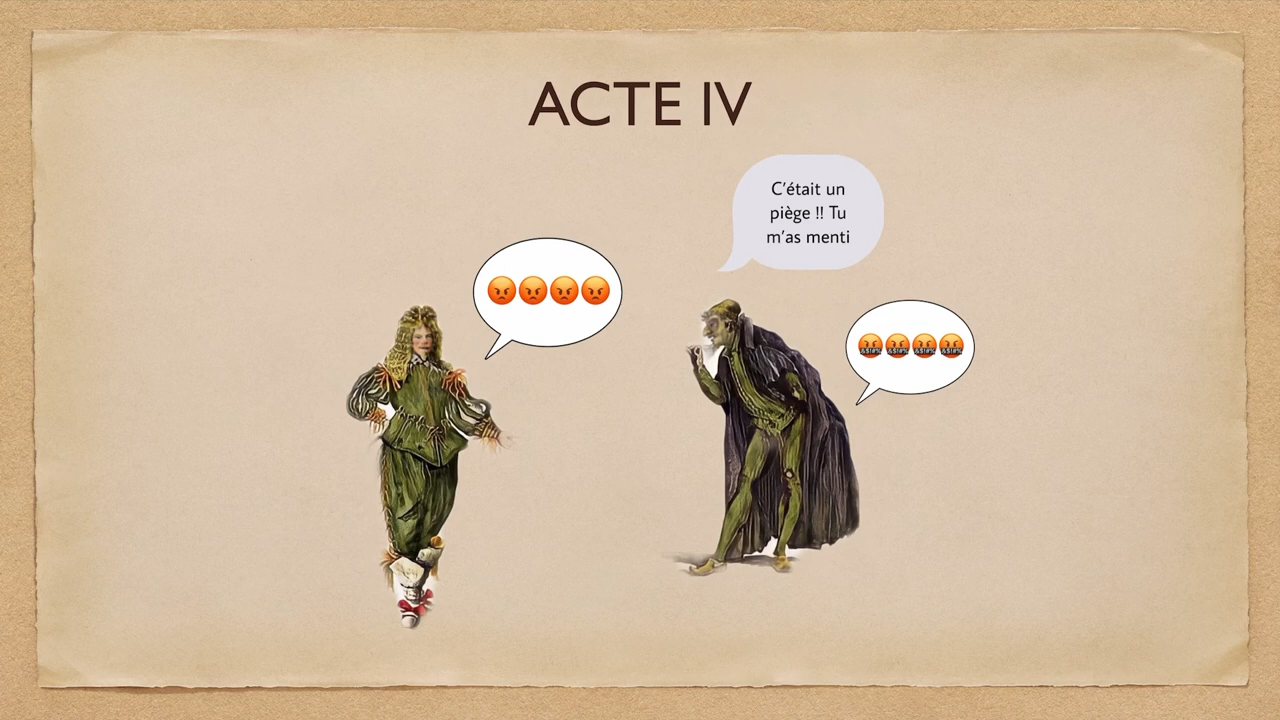 ACTE IV
C'était un
piège !! Tu
m'as menti
&$!#% &$!#% &$!#% &$!#%